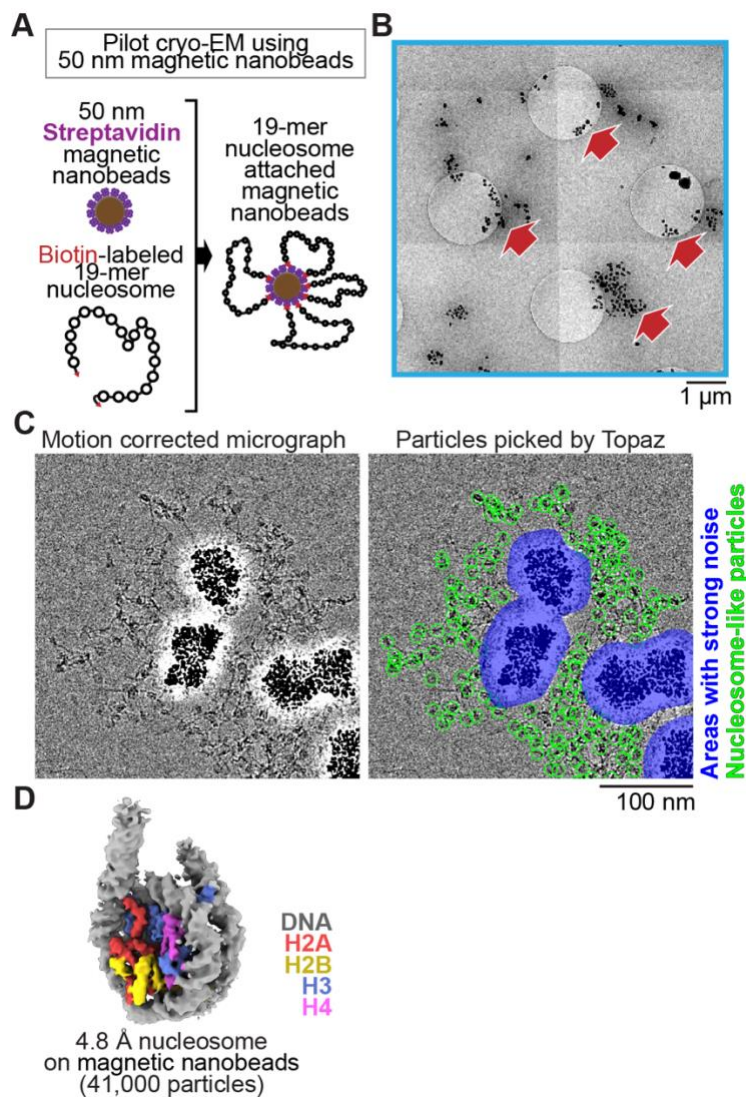 A
Pilot cryo-EM using
50 nm magnetic nanobeads
50 nm
Streptavidin
magnetic
nanobeads
Biotin-labeled
19-mer
nucleosome
19-mer
nucleosome
attached
magnetic
nanobeads
B
1 µm
C
Motion corrected micrograph
Particles picked by Topaz
Areas with strong noise
Nucleosome-like particles
100 nm
D
DNA
H2A
H2B
H3
H4
4.8 Å nucleosome
on magnetic nanobeads
(41,000 particles)